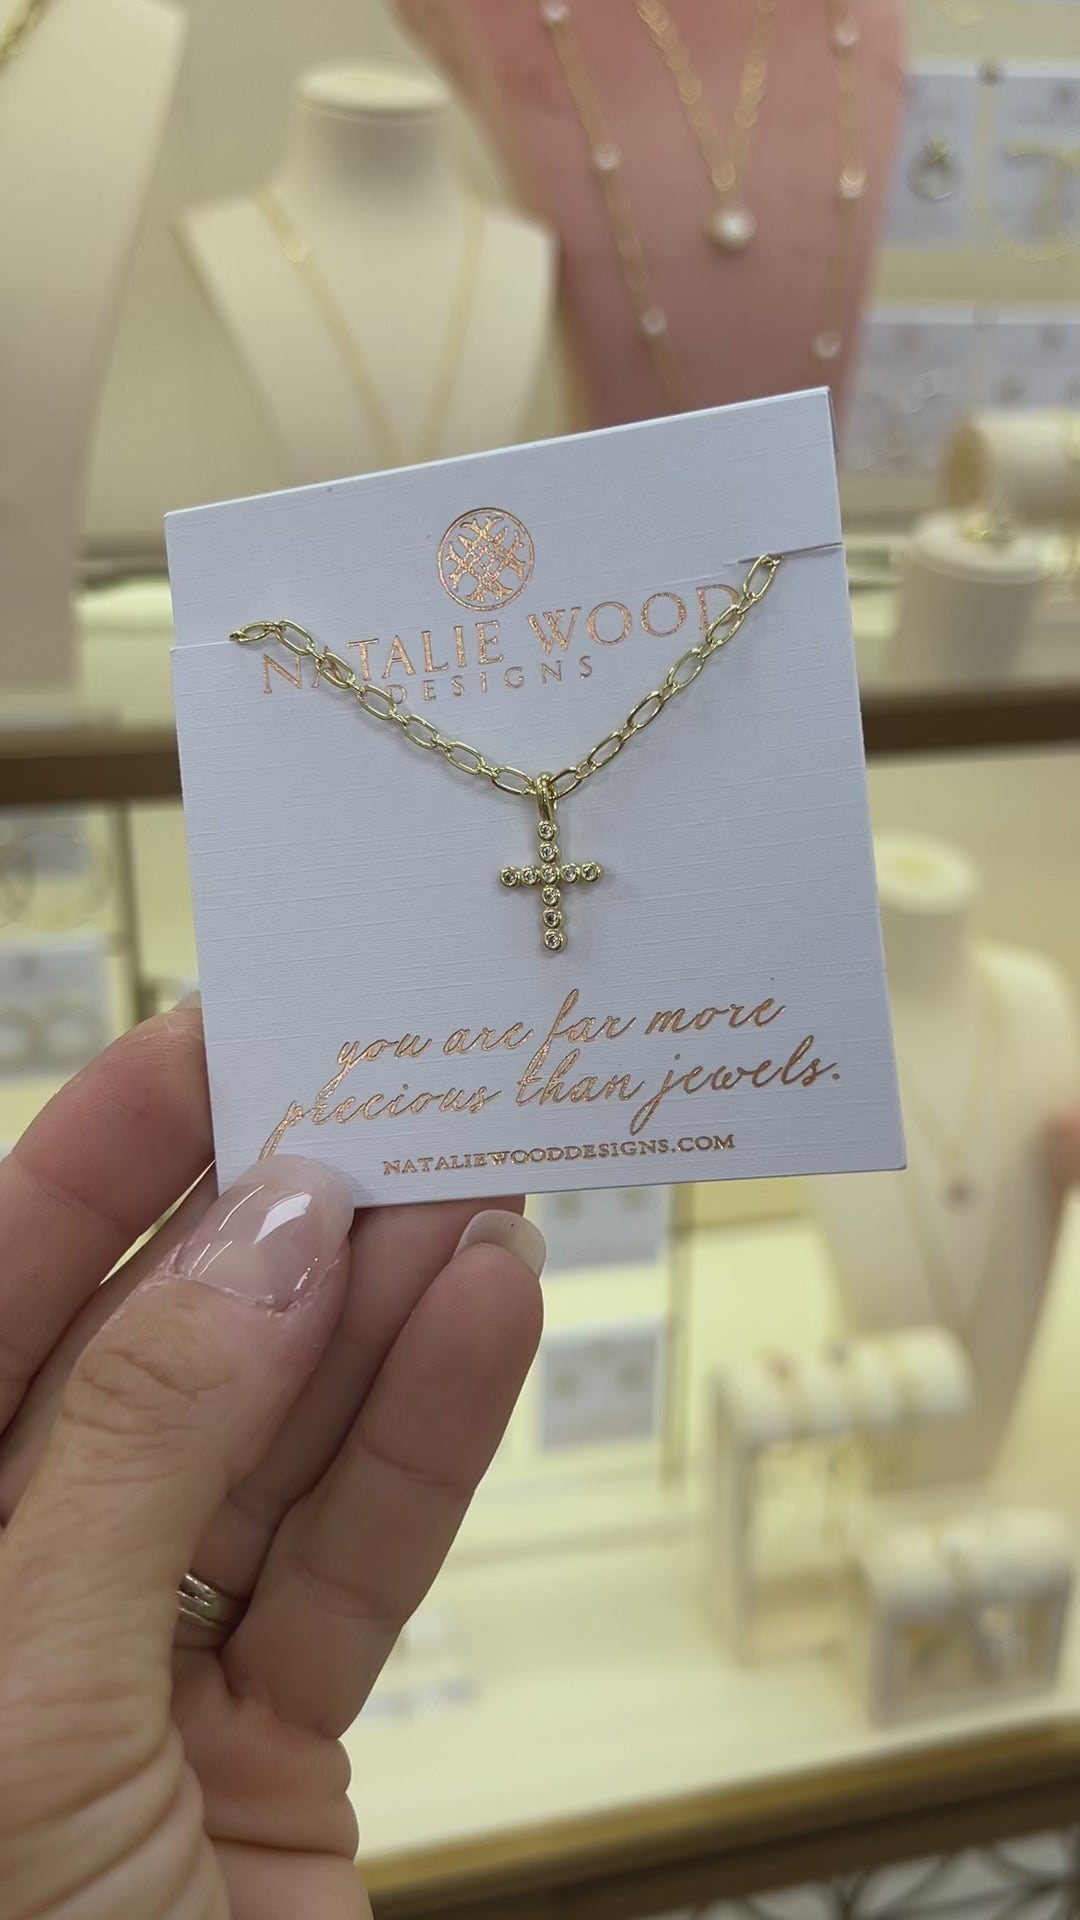 NATALIE WOOD
DESIGNS
you are far more
precious than jewels.
NATALIEWOODDESIGNS.COM